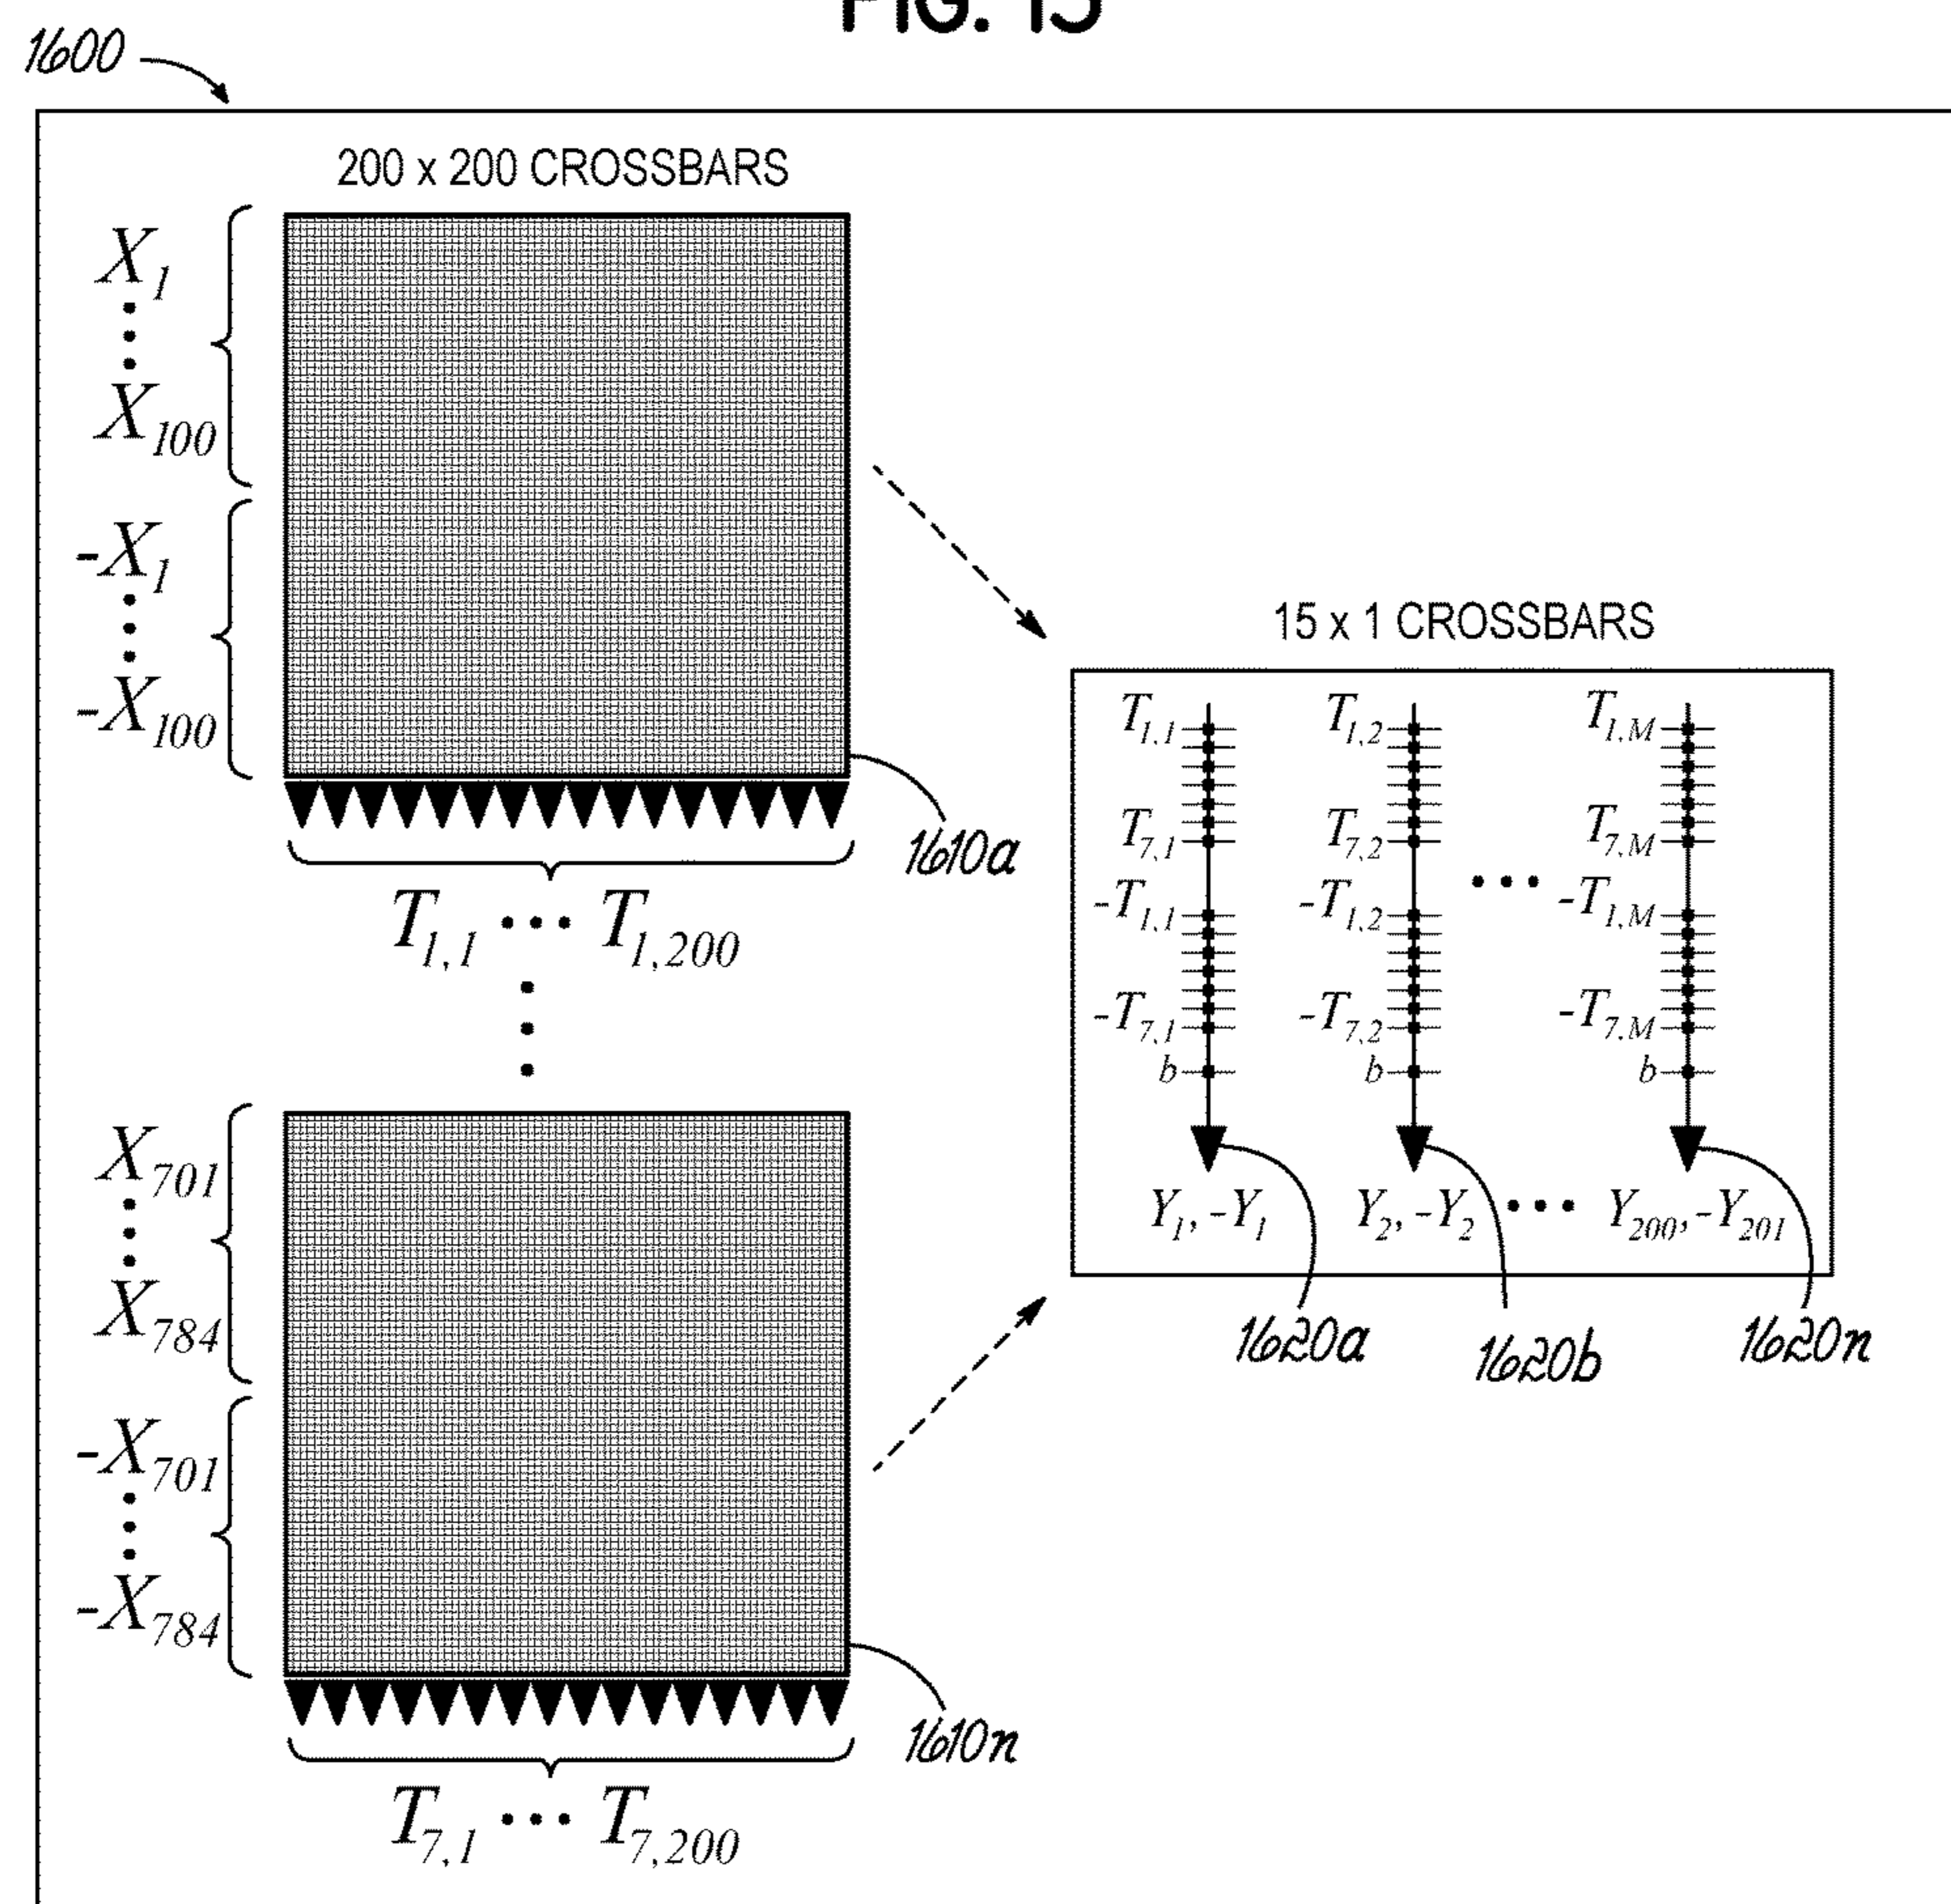 FIG. 15
1600
200 x 200 CROSSBARS
X1
X100
-X1
-X100
1610a
T1,1 ••• T1,200
15 x 1 CROSSBARS
T1,1 T1,2 T1,M
T7,1 T7,2 T7,M
•••
-T1,1 -T1,2 -T1,M
-T7,1 -T7,2 -T7,M
b b b
Y1, -Y1 Y2, -Y2 ••• Y200, -Y201
1620a 1620b 1620n
X701
X784
-X701
-X784
1610n
T7,1 ••• T7,200